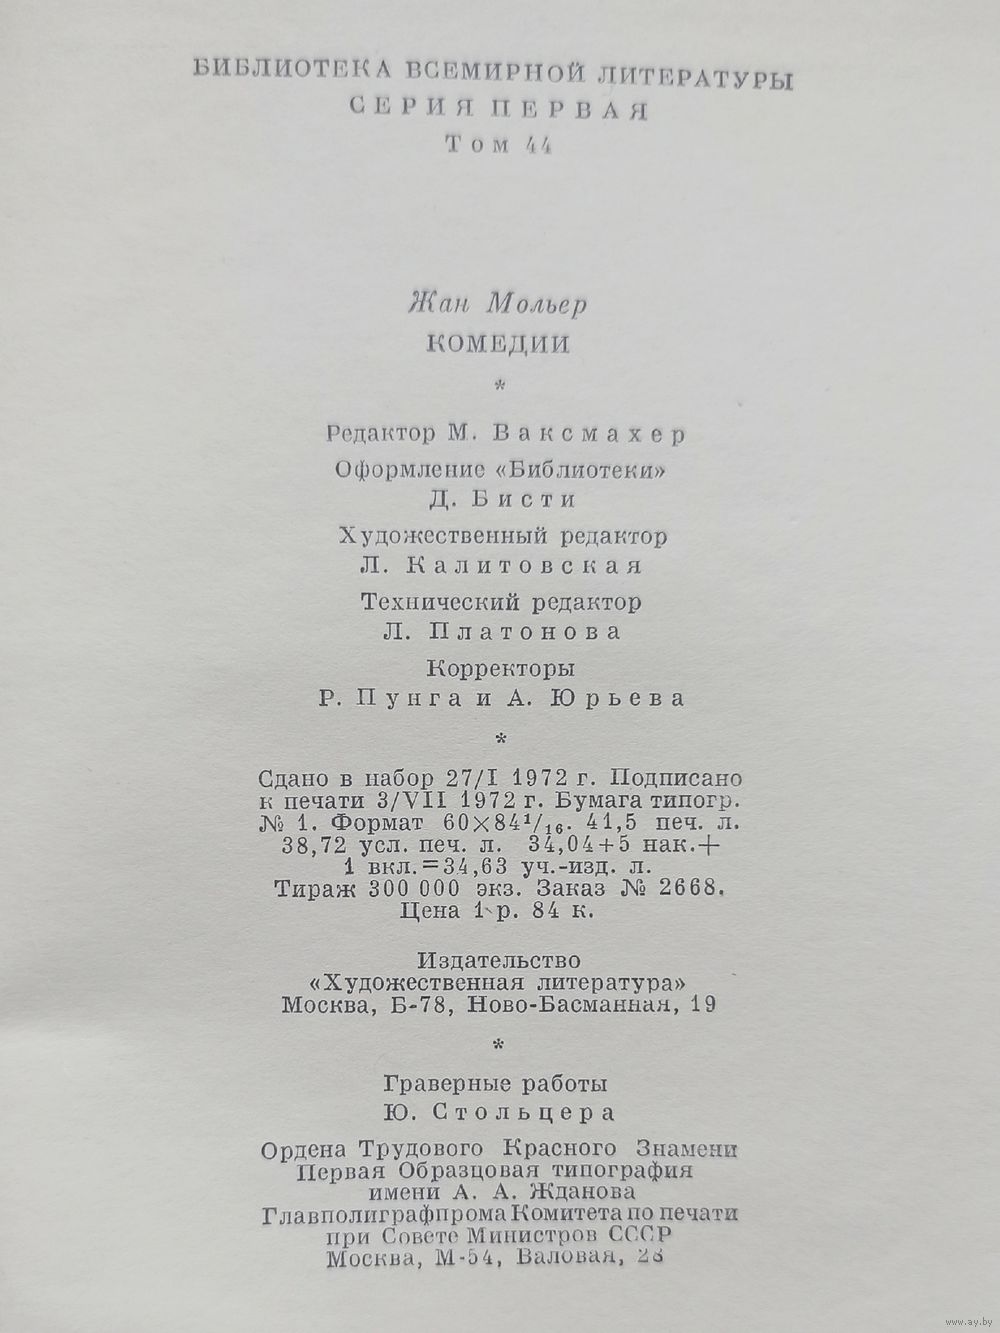 БИБЛИОТЕКА ВСЕМИРНОЙ ЛИТЕРАТУРЫ
СЕРИЯ ПЕРВАЯ
Том 44
Жан Мольер
КОМЕДИИ
*
Редактор М. Ваксмахер
Оформление «Библиотеки»
Д. Бисти
Художественный редактор
Л. Калитовская
Технический редактор
Л. Платонова
Корректоры
Р. Пунга и А. Юрьева
*
Сдано в набор 27/I 1972 г. Подписано
к печати 3/VII 1972 г. Бумага типогр.
№ 1. Формат 60×84¹/₁₆. 41,5 печ. л.
38,72 усл. печ. л. 34,04+5 нак.+
1 вкл.=34,63 уч.-изд. л.
Тираж 300 000 экз. Заказ № 2668.
Цена 1 р. 84 к.
Издательство
«Художественная литература»
Москва, Б-78, Ново-Басманная, 19
*
Граверные работы
Ю. Стольцера
Ордена Трудового Красного Знамени
Первая Образцовая типография
имени А. А. Жданова
Главполиграфпрома Комитета по печати
при Совете Министров СССР
Москва, М-54, Валовая, 28
www.ay.by